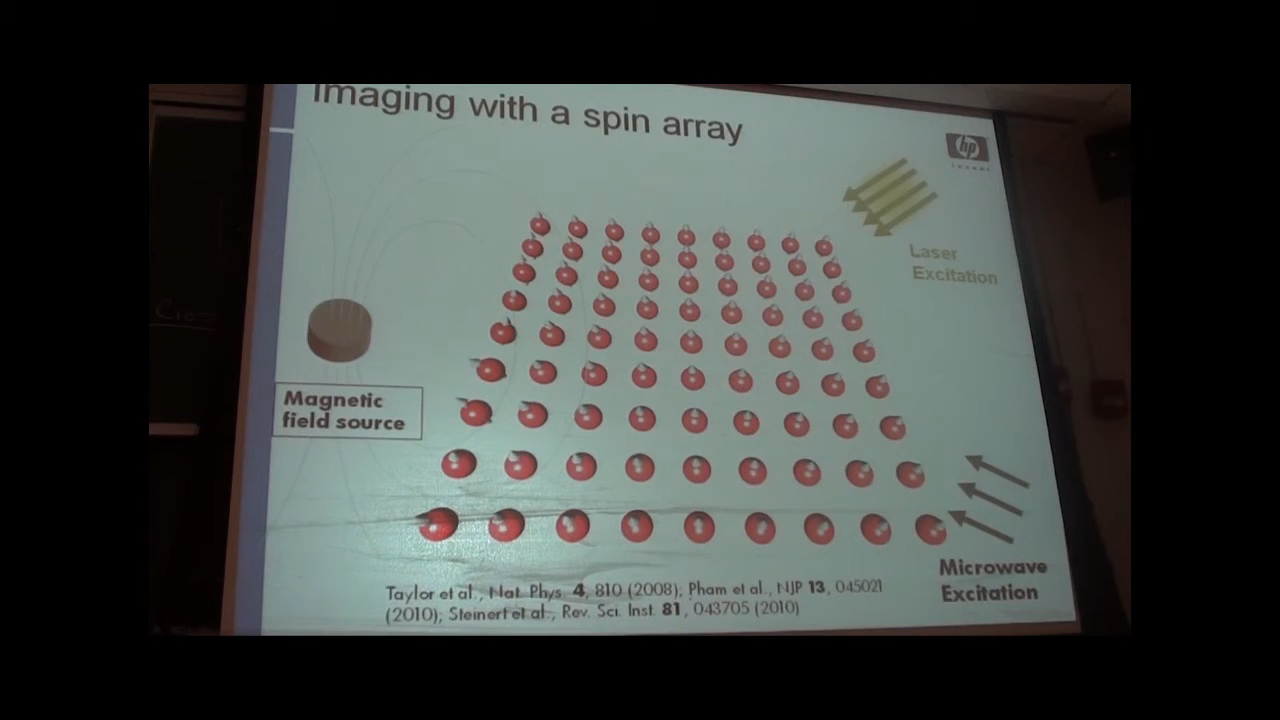 Imaging with a spin array
hp
invent
Laser
Excitation
Magnetic
field source
Microwave
Excitation
Taylor et al., Nat. Phys. 4, 810 (2008); Pham et al., NJP 13, 045021
(2010); Steinert et al., Rev. Sci. Inst. 81, 043705 (2010)